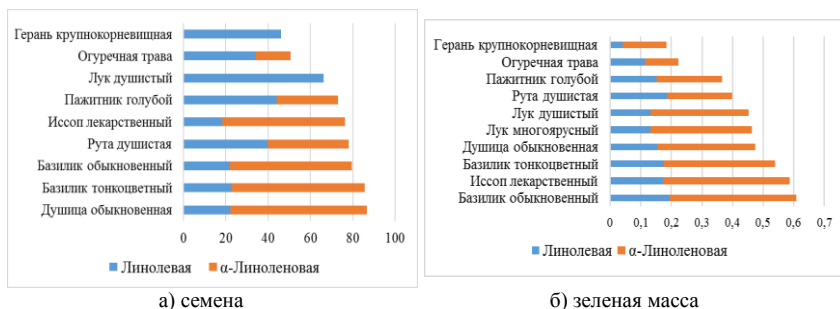 Герань крупнокорневищная
Огуречная трава
Лук душистый
Пажитник голубой
Иссоп лекарственный
Рута душистая
Базилик обыкновенный
Базилик тонкоцветный
Душица обыкновенная
0 20 40 60 80 100
Линолевая α-Линоленовая
а) семена
Герань крупнокорневищная
Огуречная трава
Пажитник голубой
Рута душистая
Лук душистый
Лук многоярусный
Душица обыкновенная
Базилик тонкоцветный
Иссоп лекарственный
Базилик обыкновенный
0 0,1 0,2 0,3 0,4 0,5 0,6 0,7
Линолевая α-Линоленовая
б) зеленая масса